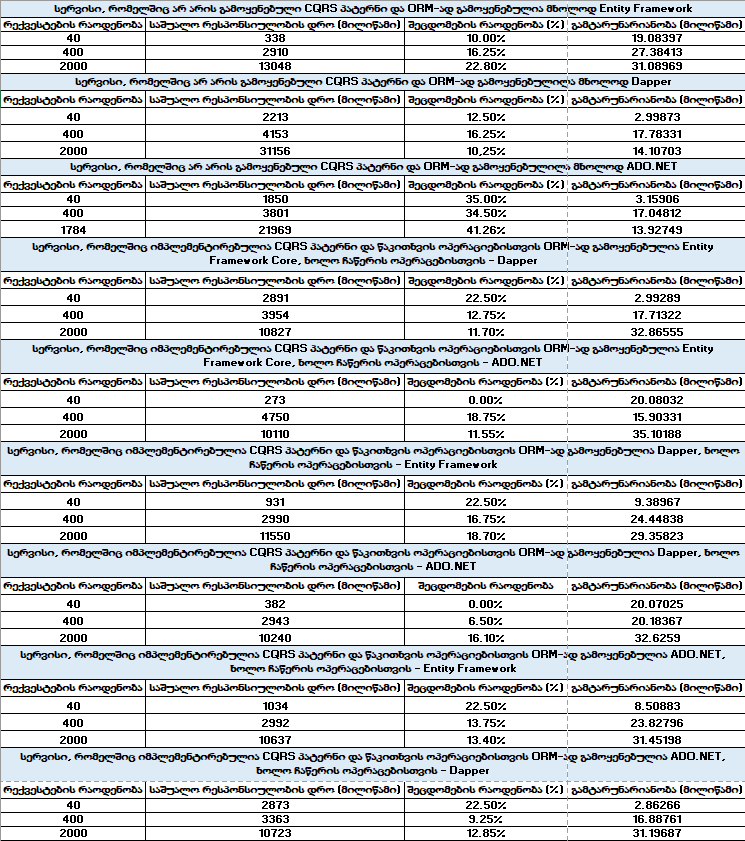 სერვისი, რომელშიც არ არის გამოყენებული CQRS პატერნი და ORM-ად გამოყენებულია მხოლოდ Entity Framework
რექვესტების რაოდენობა საშუალო რესპონსიულობის დრო (მილიწამი) შეცდომების რაოდენობა (%) გამტარუნარიანობა (მილიწამი)
40 338 10.00% 19.08397
400 2910 16.25% 27.38413
2000 13048 22.80% 31.08969
სერვისი, რომელშიც არ არის გამოყენებული CQRS პატერნი და ORM-ად გამოყენებულილა მხოლოდ Dapper
რექვესტების რაოდენობა საშუალო რესპონსიულობის დრო (მილიწამი) შეცდომების რაოდენობა (%) გამტარუნარიანობა (მილიწამი)
40 2213 12.50% 2.99873
400 4153 16.25% 17.78331
2000 31156 10,25% 14.10703
სერვისი, რომელშიც არ არის გამოყენებული CQRS პატერნი და ORM-ად გამოყენებულილა მხოლოდ ADO.NET
რექვესტების რაოდენობა საშუალო რესპონსიულობის დრო (მილიწამი) შეცდომების რაოდენობა (%) გამტარუნარიანობა (მილიწამი)
40 1850 35.00% 3.15906
400 3801 34.50% 17.04812
1784 21969 41.26% 13.92749
სერვისი, რომელშიც იმპლემენტირებულია CQRS პატერნი და წაკითხვის ოპერაციებისთვის ORM-ად გამოყენებულია Entity
Framework Core, ხოლო ჩაწერის ოპერაცებისთვის - Dapper
რექვესტების რაოდენობა საშუალო რესპონსიულობის დრო (მილიწამი) შეცდომების რაოდენობა (%) გამტარუნარიანობა (მილიწამი)
40 2891 22.50% 2.99289
400 3954 12.75% 17.71322
2000 10827 11.70% 32.86555
სერვისი, რომელშიც იმპლემენტირებულია CQRS პატერნი და წაკითხვის ოპერაციებისთვის ORM-ად გამოყენებულია Entity
Framework Core, ხოლო ჩაწერის ოპერაცებისთვის - ADO.NET
რექვესტების რაოდენობა საშუალო რესპონსიულობის დრო (მილიწამი) შეცდომების რაოდენობა (%) გამტარუნარიანობა (მილიწამი)
40 273 0.00% 20.08032
400 4750 18.75% 15.90331
2000 10110 11.55% 35.10188
სერვისი, რომელშიც იმპლემენტირებულია CQRS პატერნი და წაკითხვის ოპერაციებისთვის ORM-ად გამოყენებულია Dapper, ხოლო
ჩაწერის ოპერაცებისთვის - Entity Framework
რექვესტების რაოდენობა საშუალო რესპონსიულობის დრო (მილიწამი) შეცდომების რაოდენობა (%) გამტარუნარიანობა (მილიწამი)
40 931 22.50% 9.38967
400 2990 16.75% 24.44838
2000 11550 18.70% 29.35823
სერვისი, რომელშიც იმპლემენტირებულია CQRS პატერნი და წაკითხვის ოპერაციებისთვის ORM-ად გამოყენებულია Dapper, ხოლო
ჩაწერის ოპერაცებისთვის - ADO.NET
რექვესტების რაოდენობა საშუალო რესპონსიულობის დრო (მილიწამი) შეცდომების რაოდენობა გამტარუნარიანობა (მილიწამი)
40 382 0.00% 20.07025
400 2943 6.50% 20.18367
2000 10240 16.10% 32.6259
სერვისი, რომელშიც იმპლემენტირებულია CQRS პატერნი და წაკითხვის ოპერაციებისთვის ORM-ად გამოყენებულია ADO.NET,
ხოლო ჩაწერის ოპერაცებისთვის - Entity Framework
რექვესტების რაოდენობა საშუალო რესპონსიულობის დრო (მილიწამი) შეცდომების რაოდენობა (%) გამტარუნარიანობა (მილიწამი)
40 1034 22.50% 8.50883
400 2992 13.75% 23.82796
2000 10637 13.40% 31.45198
სერვისი, რომელშიც იმპლემენტირებულია CQRS პატერნი და წაკითხვის ოპერაციებისთვის ORM-ად გამოყენებულია ADO.NET,
ხოლო ჩაწერის ოპერაცებისთვის - Dapper
რექვესტების რაოდენობა საშუალო რესპონსიულობის დრო (მილიწამი) შეცდომების რაოდენობა (%) გამტარუნარიანობა (მილიწამი)
40 2873 22.50% 2.86266
400 3363 9.25% 16.88761
2000 10723 12.85% 31.19687